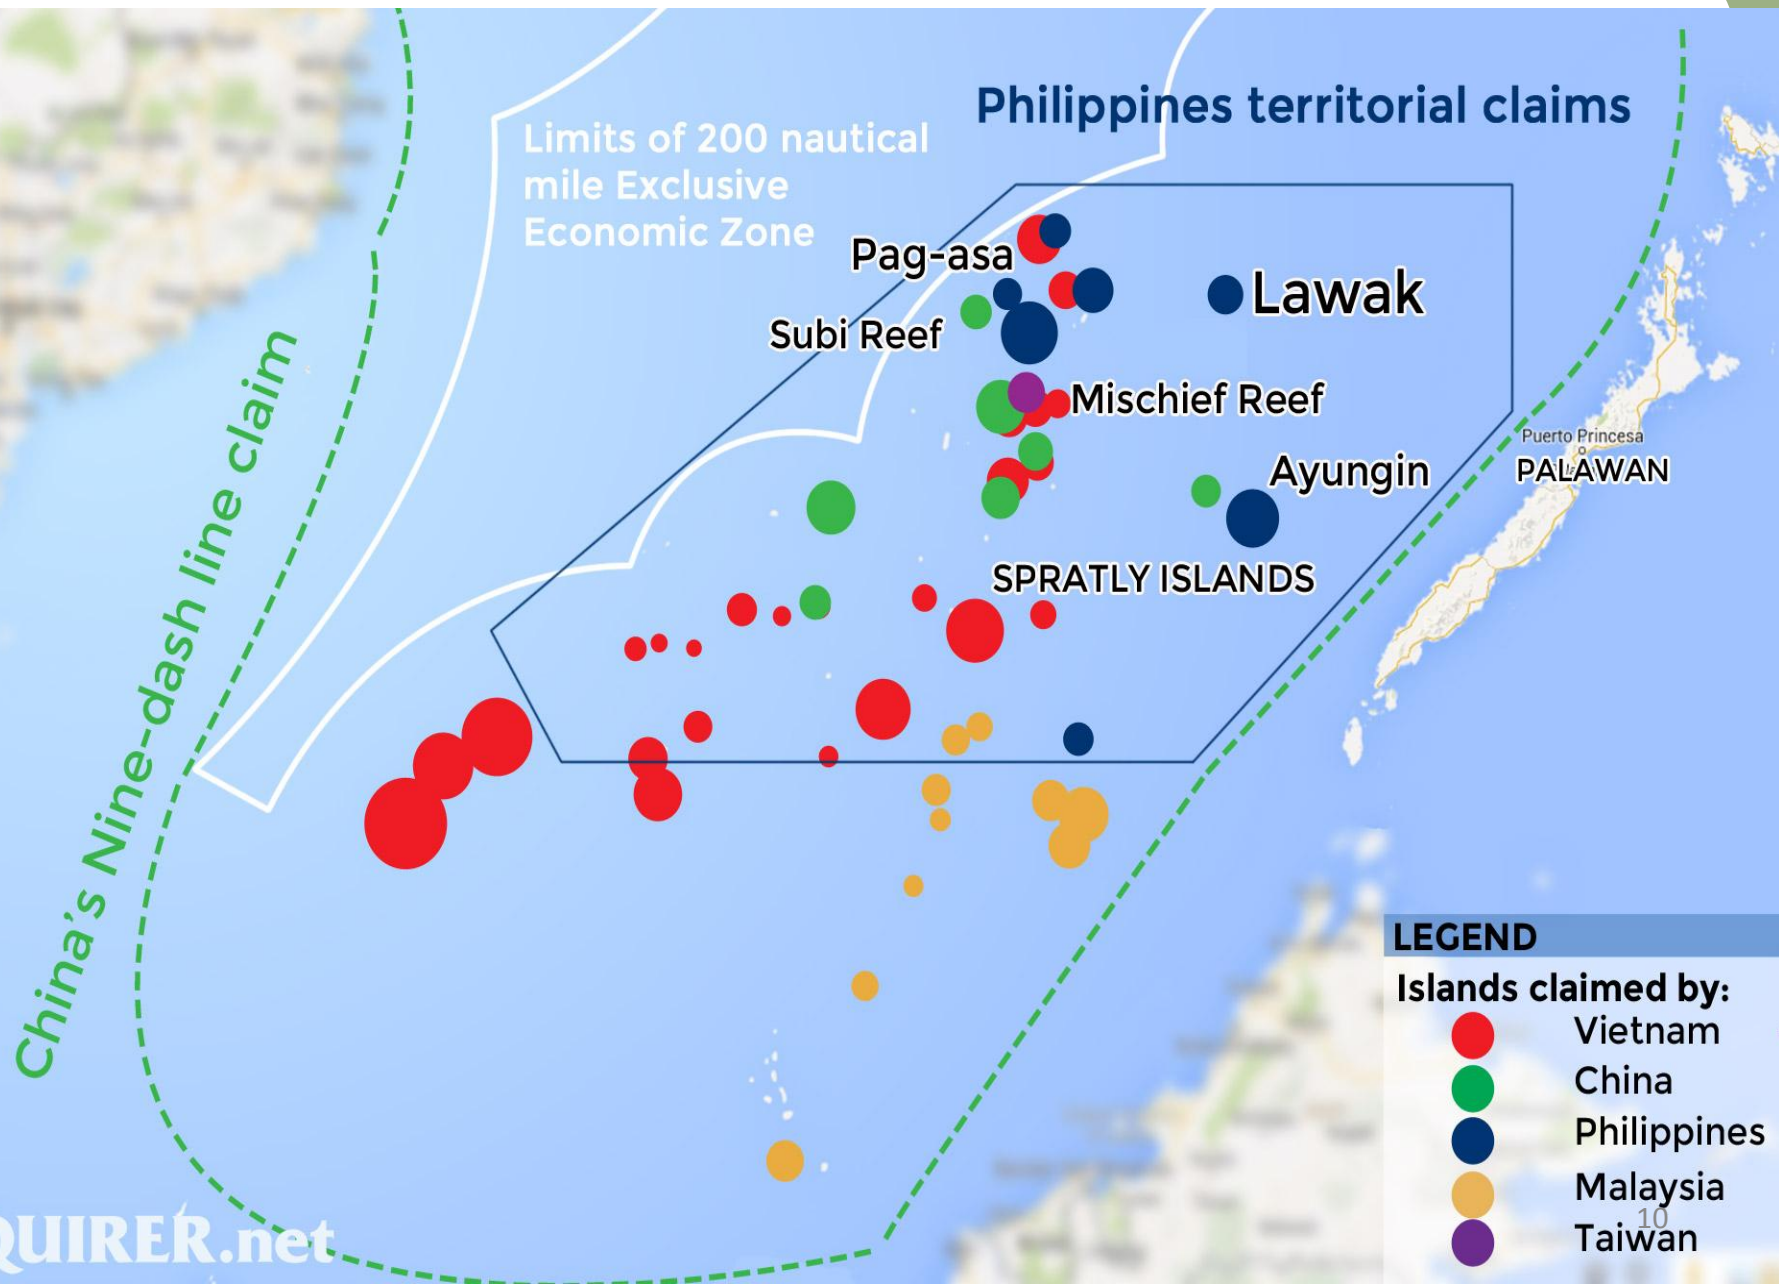 Philippines territorial claims
Limits of 200 nautical
mile Exclusive
Economic Zone
Pag-asa
Lawak
Subi Reef
Mischief Reef
Puerto Princesa
PALAWAN
Ayungin
SPRATLY ISLANDS
China's Nine-dash line claim
LEGEND
Islands claimed by:
Vietnam
China
Philippines
Malaysia
10
Taiwan
QUIRER.net